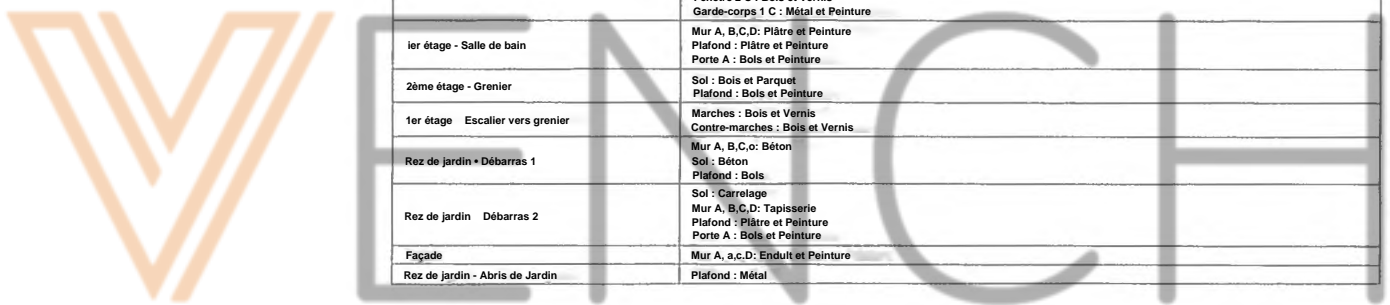 Garde-corps 1 C : Métal et Peinture
ier étage - Salle de bain
Mur A, B,C,D: Plâtre et Peinture
Plafond : Plâtre et Peinture
Porte A : Bols et Peinture
2ème étage - Grenier
Sol : Bois et Parquet
Plafond : Bols et Peinture
1er étage Escalier vers grenier
Marches : Bois et Vernis
Contre-marches : Bois et Vernis
Rez de jardin • Débarras 1
Mur A, B,C,o: Béton
Sol : Béton
Plafond : Bols
Rez de jardin Débarras 2
Sol : Carrelage
Mur A, B,C,D: Tapisserie
Plafond : Plâtre et Peinture
Porte A : Bols et Peinture
Façade
Mur A, a,c.D: Endult et Peinture
Rez de jardin - Abris de Jardin
Plafond : Métal
VENCH